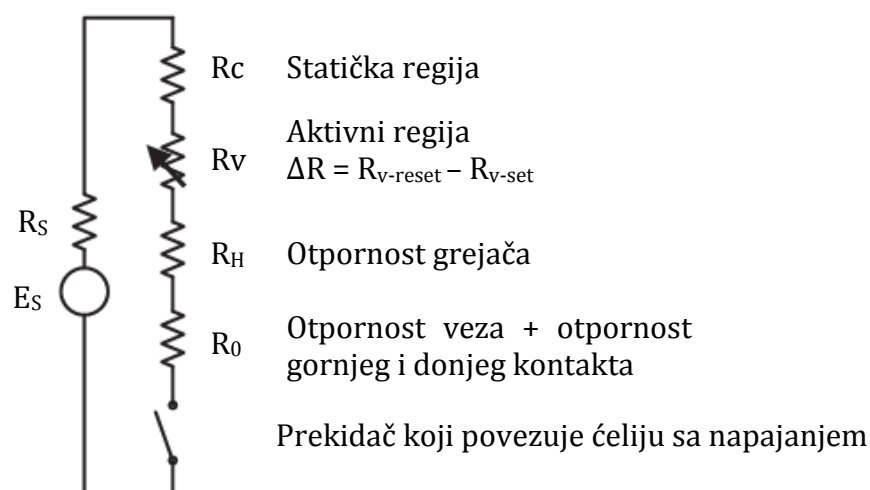 Rc Statička regija
Aktivni regija
Rv ΔR = Rv-reset – Rv-set
RS
RH Otpornost grejača
ES
R0 Otpornost veza + otpornost
gornjeg i donjeg kontakta
Prekidač koji povezuje ćeliju sa napajanjem